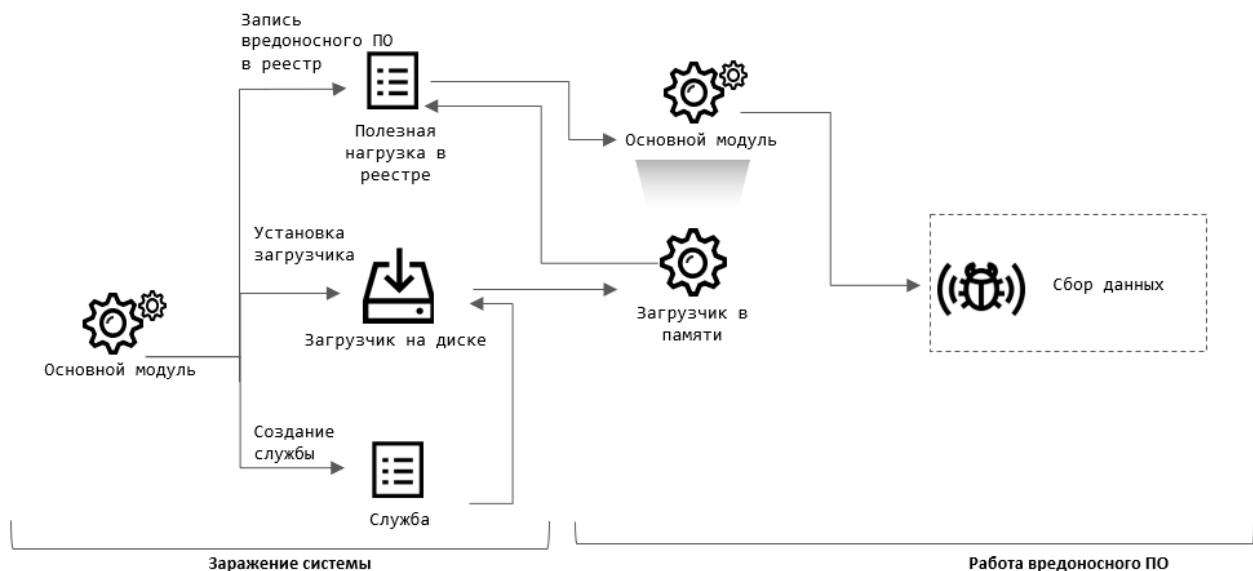 Запись
вредоносного ПО
в реестр
Полезная
нагрузка в
реестре
Основной модуль
Установка
загрузчика
Загрузчик на диске
Загрузчик в
памяти
Сбор данных
Основной модуль
Создание
службы
Служба
Заражение системы
Работа вредоносного ПО